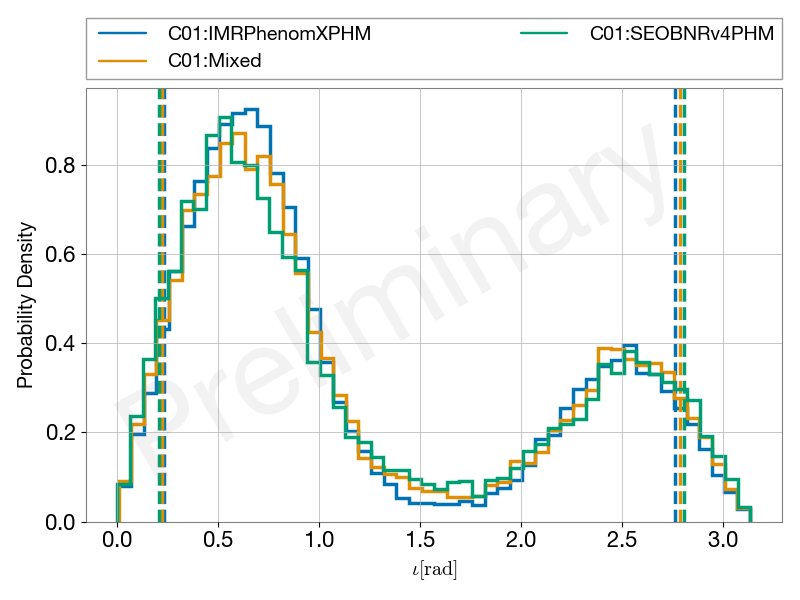 C01:IMRPhenomXPHM
C01:Mixed
C01:SEOBNRv4PHM
Preliminary
Probability Density
0.8
0.6
0.4
0.2
0.0
0.0 0.5 1.0 1.5 2.0 2.5 3.0
ι[rad]